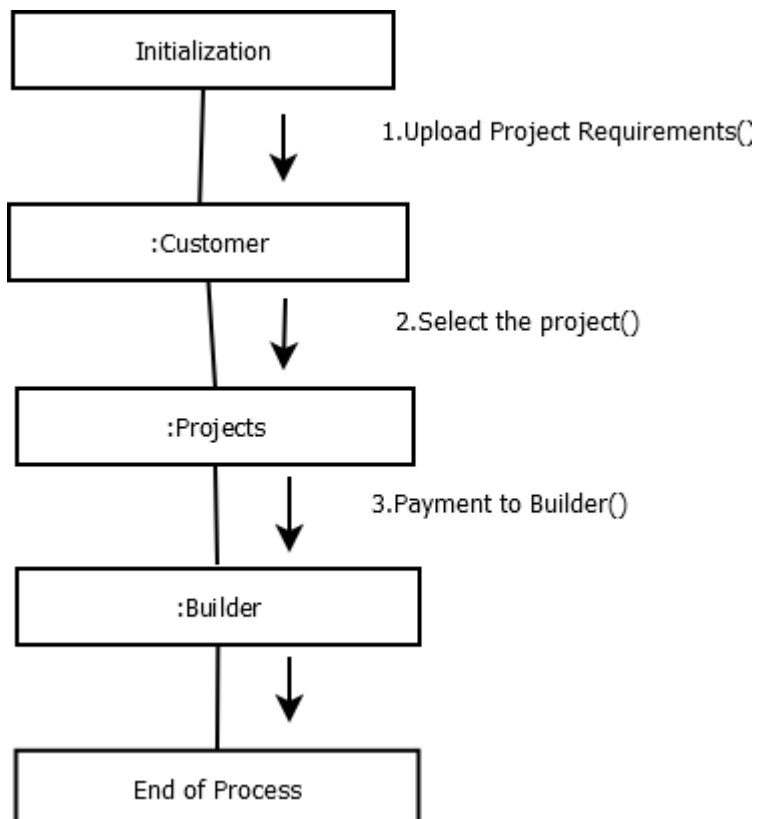 Initialization
1.Upload Project Requirements()
:Customer
2.Select the project()
:Projects
3.Payment to Builder()
:Builder
End of Process